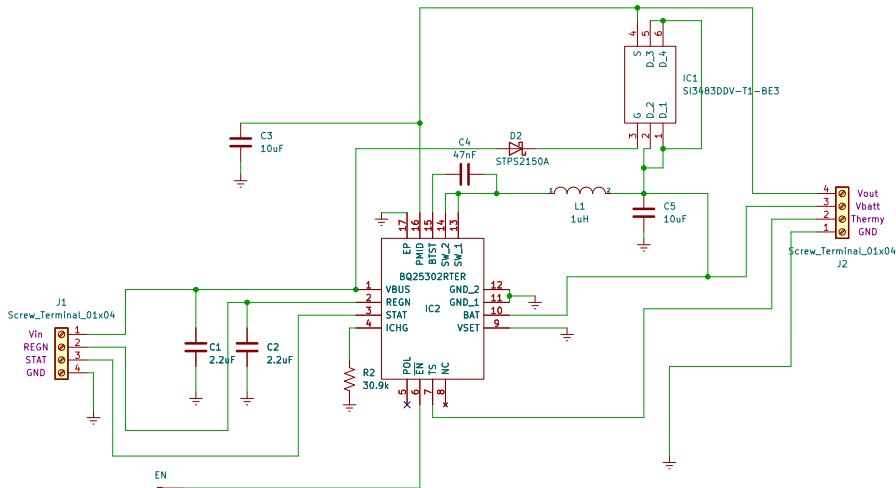 4
5
6
S
D_3
D_4
IC1
SI3483DDV-T1-BE3
G
D_2
D_1
3
2
1
C3
10uF
C4
47nF
D2
STPS2150A
1
2
L1
1uH
C5
10uF
4
Vout
3
Vbatt
2
Thermy
1
GND
Screw_Terminal_01x04
J2
17
16
15
14
13
EP
PMID
BTST
SW_2
SW_1
BQ25302RTER
IC2
1
VBUS
2
REGN
3
STAT
4
ICHG
GND_2
12
GND_1
11
BAT
10
VSET
9
POL
EN
TS
NC
5
6
7
8
J1
Screw_Terminal_01x04
Vin
1
REGN
2
STAT
3
GND
4
C1
2.2uF
C2
2.2uF
R2
30.9k
EN